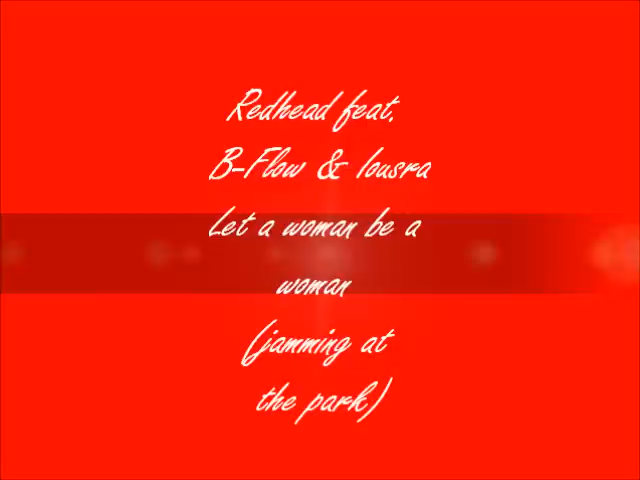 Redhead feat.
B-Flow & Iousra
Let a woman be a
woman
(jamming at
the park)